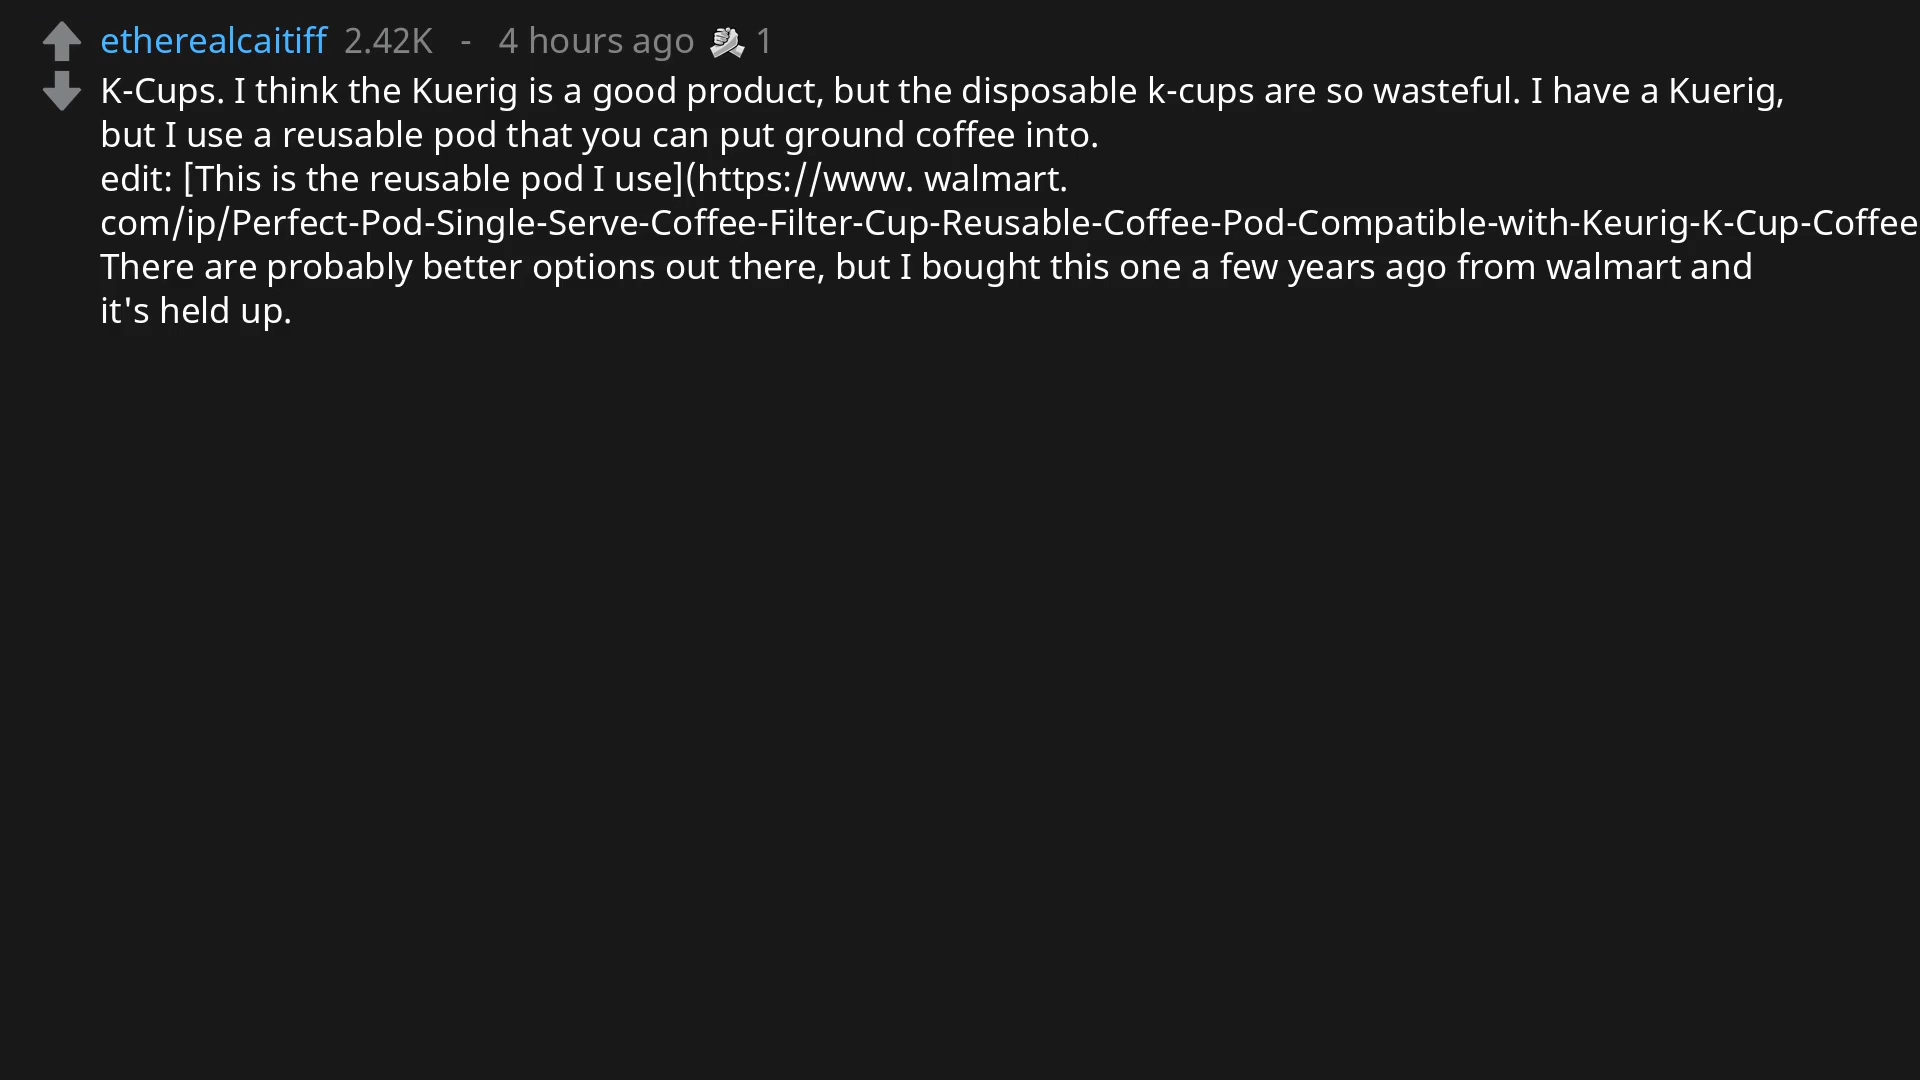 etherealcaitiff 2.42K - 4 hours ago 1
K-Cups. I think the Kuerig is a good product, but the disposable k-cups are so wasteful. I have a Kuerig,
but I use a reusable pod that you can put ground coffee into.
edit: [This is the reusable pod I use](https://www. walmart.
com/ip/Perfect-Pod-Single-Serve-Coffee-Filter-Cup-Reusable-Coffee-Pod-Compatible-with-Keurig-K-Cup-Coffee
There are probably better options out there, but I bought this one a few years ago from walmart and
it's held up.